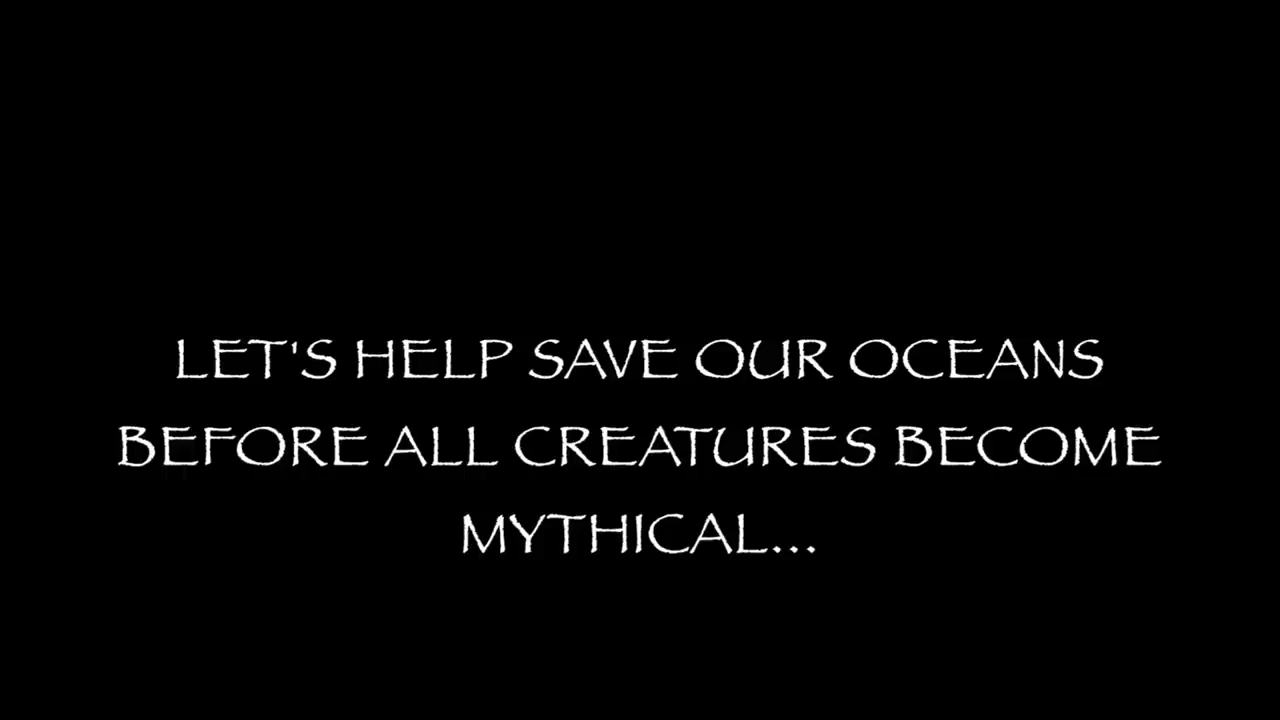 LET'S HELP SAVE OUR OCEANS
BEFORE ALL CREATURES BECOME
MYTHICAL...